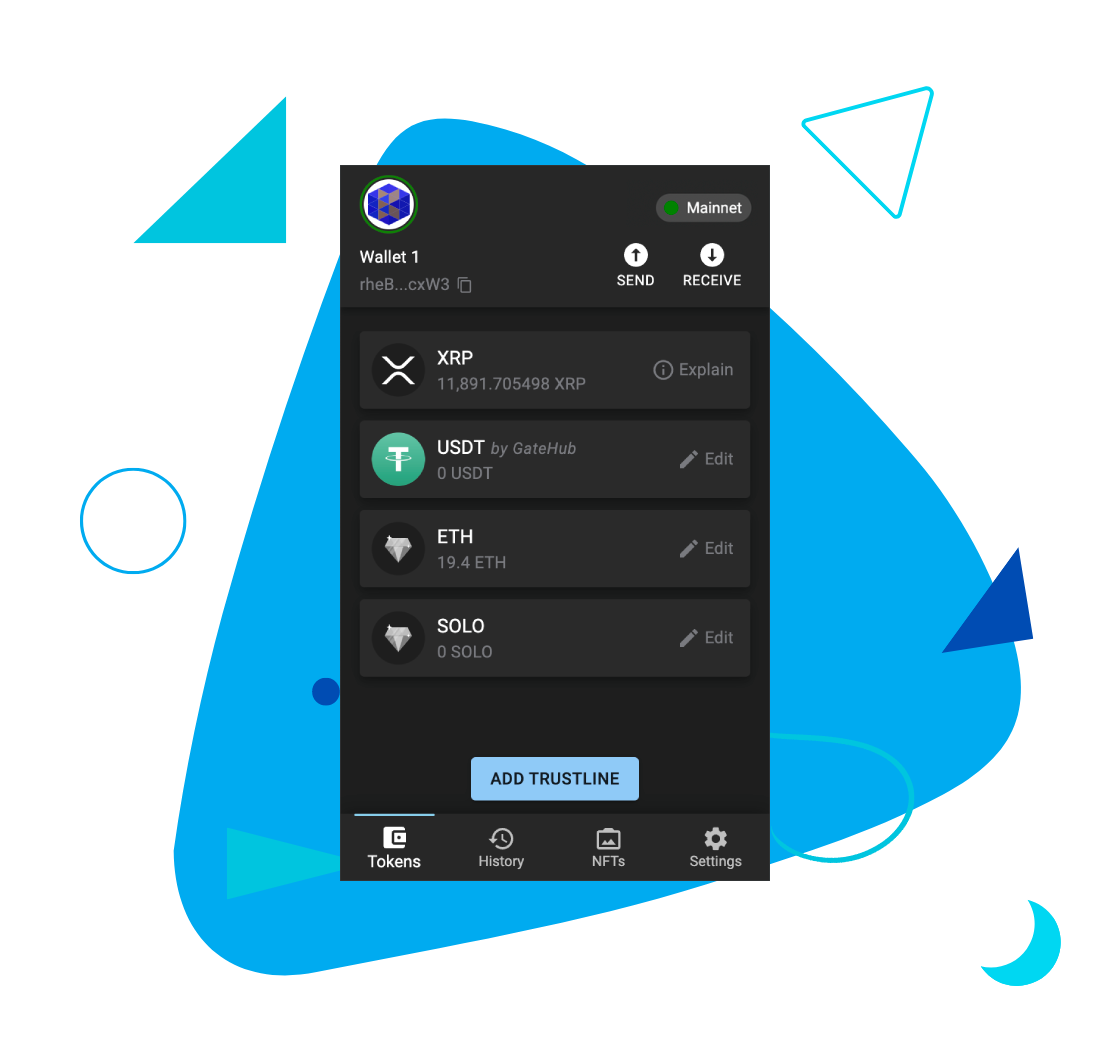 Mainnet
Wallet 1
rheB...cxW3
SEND
RECEIVE
XRP
11,891.705498 XRP
Explain
USDT by GateHub
0 USDT
Edit
ETH
19.4 ETH
Edit
SOLO
0 SOLO
Edit
ADD TRUSTLINE
Tokens
History
NFTs
Settings